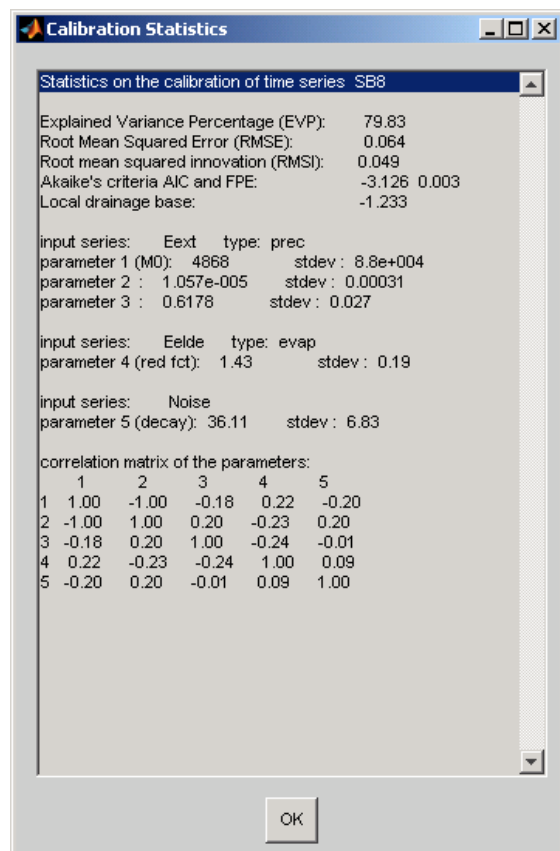 Calibration Statistics
Statistics on the calibration of time series SB8
Explained Variance Percentage (EVP): 79.83
Root Mean Squared Error (RMSE): 0.064
Root mean squared innovation (RMSI): 0.049
Akaike's criteria AIC and FPE: -3.126 0.003
Local drainage base: -1.233
input series: Eext type: prec
parameter 1 (M0): 4868 stdev : 8.8e+004
parameter 2 : 1.057e-005 stdev : 0.00031
parameter 3 : 0.6178 stdev : 0.027
input series: Eelde type: evap
parameter 4 (red fct): 1.43 stdev : 0.19
input series: Noise
parameter 5 (decay): 36.11 stdev : 6.83
correlation matrix of the parameters:
1 2 3 4 5
1 1.00 -1.00 -0.18 0.22 -0.20
2 -1.00 1.00 0.20 -0.23 0.20
3 -0.18 0.20 1.00 -0.24 -0.01
4 0.22 -0.23 -0.24 1.00 0.09
5 -0.20 0.20 -0.01 0.09 1.00
OK